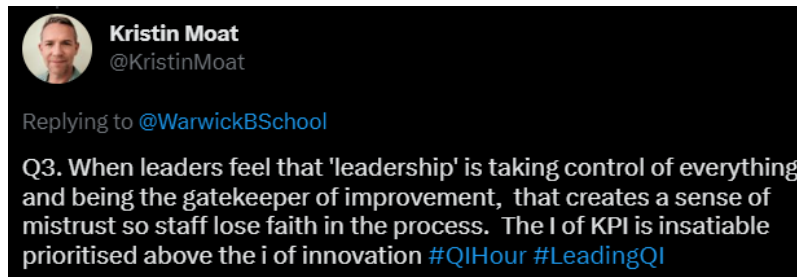 Kristin Moat
@KristinMoat
Replying to @WarwickBSchool
Q3. When leaders feel that 'leadership' is taking control of everything
and being the gatekeeper of improvement,  that creates a sense of
mistrust so staff lose faith in the process.  The I of KPI is insatiable
prioritised above the i of innovation #QIHour #LeadingQI